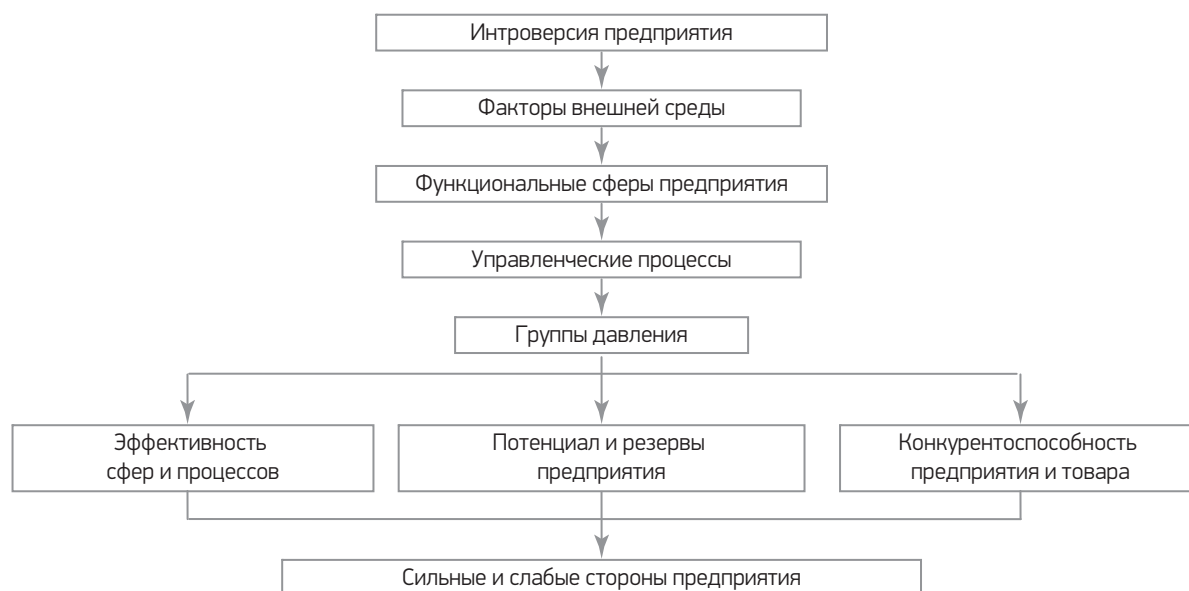 Интроверсия предприятия
Факторы внешней среды
Функциональные сферы предприятия
Управленческие процессы
Группы давления
Эффективность
сфер и процессов
Потенциал и резервы
предприятия
Конкурентоспособность
предприятия и товара
Сильные и слабые стороны предприятия